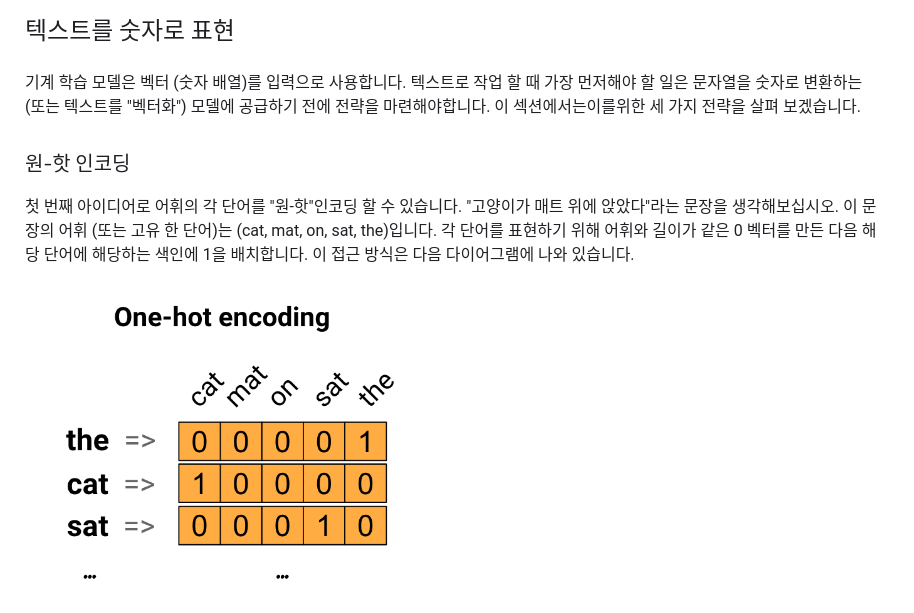 텍스트를 숫자로 표현
기계 학습 모델은 벡터 (숫자 배열)를 입력으로 사용합니다. 텍스트로 작업 할 때 가장 먼저해야 할 일은 문자열을 숫자로 변환하는
(또는 텍스트를 "벡터화") 모델에 공급하기 전에 전략을 마련해야합니다. 이 섹션에서는이를위한 세 가지 전략을 살펴 보겠습니다.
원-핫 인코딩
첫 번째 아이디어로 어휘의 각 단어를 "원-핫"인코딩 할 수 있습니다. "고양이가 매트 위에 앉았다"라는 문장을 생각해보십시오. 이 문
장의 어휘 (또는 고유 한 단어)는 (cat, mat, on, sat, the)입니다. 각 단어를 표현하기 위해 어휘와 길이가 같은 0 벡터를 만든 다음 해
당 단어에 해당하는 색인에 1을 배치합니다. 이 접근 방식은 다음 다이어그램에 나와 있습니다.
One-hot encoding
cat mat on sat the
the => 0 0 0 0 1
cat => 1 0 0 0 0
sat => 0 0 0 1 0
... ...